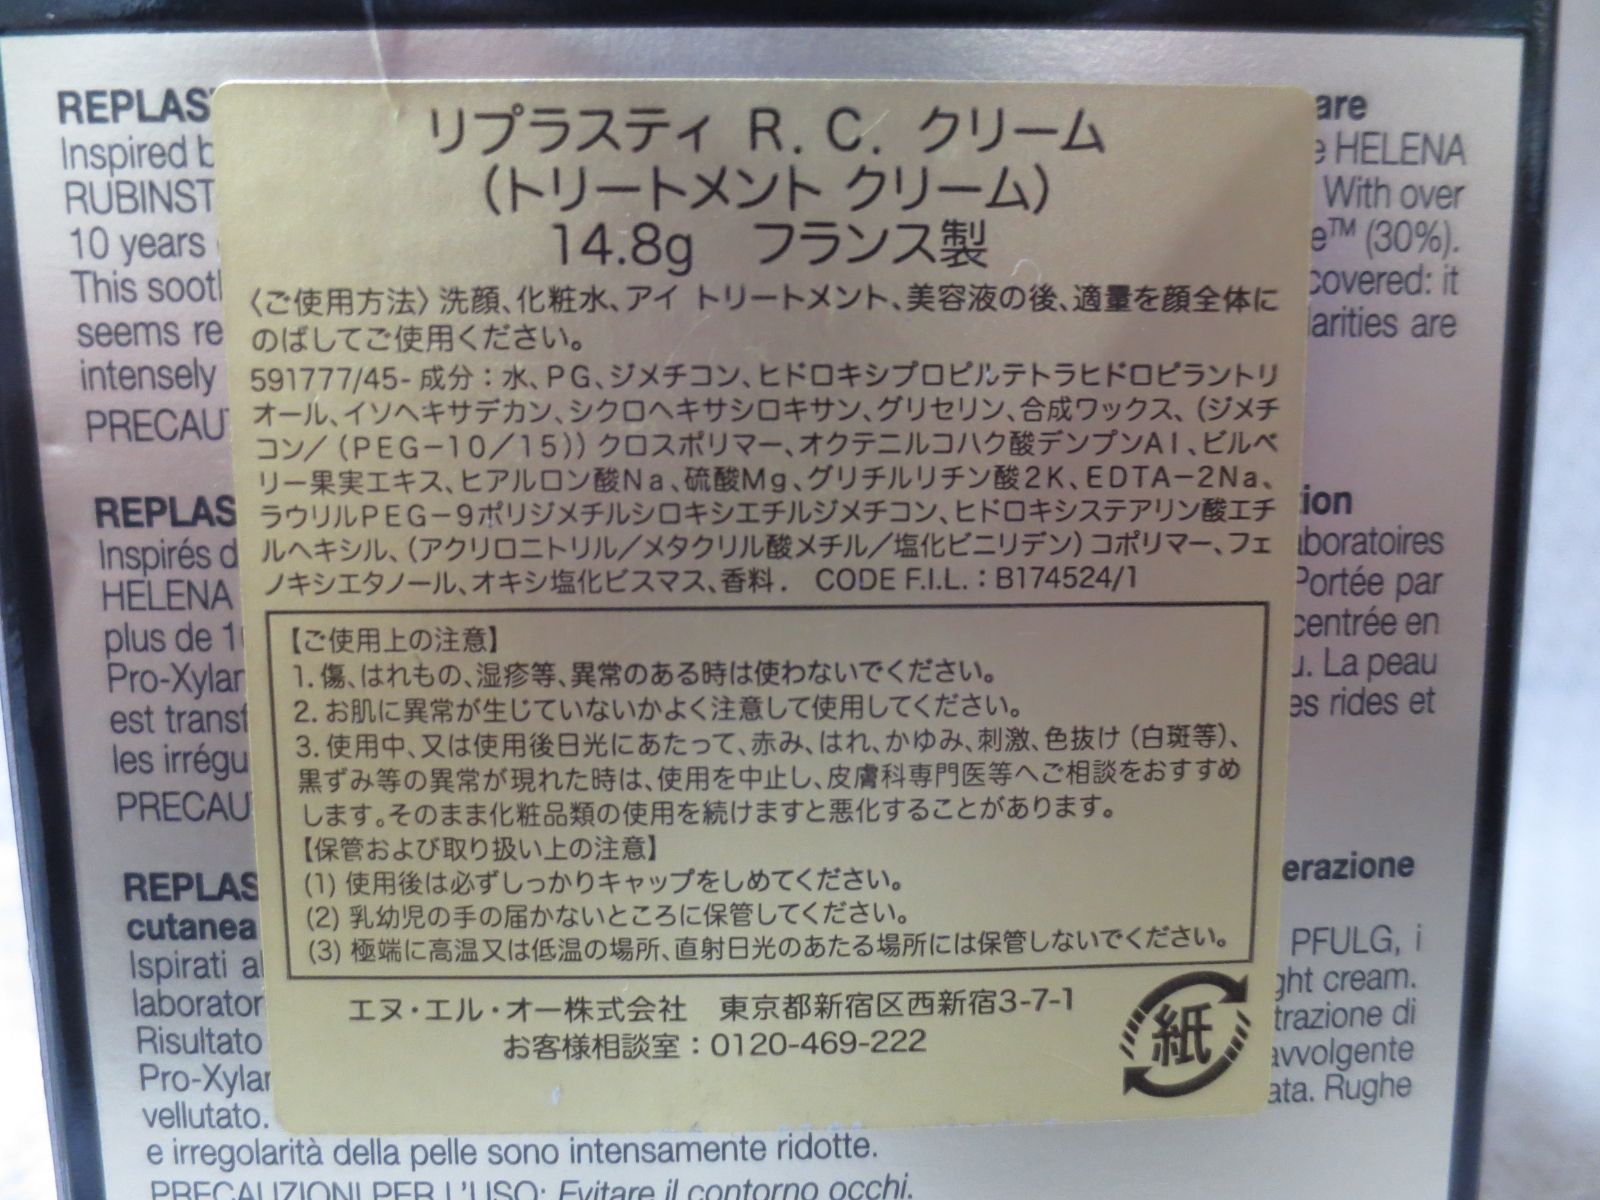 リプラスティ R. C. クリーム
(トリートメント クリーム)
14.8g フランス製
〈ご使用方法〉洗顔、化粧水、アイ トリートメント、美容液の後、適量を顔全体に
のばしてご使用ください。
591777/45- 成分：水、PG、ジメチコン、ヒドロキシプロピルテトラヒドロピラントリ
オール、イソヘキサデカン、シクロヘキサシロキサン、グリセリン、合成ワックス、(ジメチ
コン/(PEG-10/15))クロスポリマー、オクテニルコハク酸デンプンAl、ビルベ
リー果実エキス、ヒアルロン酸Na、硫酸Mg、グリチルリチン酸2K、EDTA-2Na、
ラウリルPEG-9ポリジメチルシロキシエチルジメチコン、ヒドロキシステアリン酸エチ
ルヘキシル、(アクリロニトリル/メタクリル酸メチル/塩化ビニリデン)コポリマー、フェ
ノキシエタノール、オキシ塩化ビスマス、香料. CODE F.I.L.：B174524/1
【ご使用上の注意】
1. 傷、はれもの、湿疹等、異常のある時は使わないでください。
2. お肌に異常が生じていないかよく注意して使用してください。
3. 使用中、又は使用後日光にあたって、赤み、はれ、かゆみ、刺激、色抜け(白斑等)、
黒ずみ等の異常が現れた時は、使用を中止し、皮膚科専門医等へご相談をおすすめ
します。そのまま化粧品類の使用を続けますと悪化することがあります。
【保管および取り扱い上の注意】
(1) 使用後は必ずしっかりキャップをしめてください。
(2) 乳幼児の手の届かないところに保管してください。
(3) 極端に高温又は低温の場所、直射日光のあたる場所には保管しないでください。
エヌ・エル・オー株式会社 東京都新宿区西新宿3-7-1
お客様相談室：0120-469-222
紙
Inspired
HELENA
RUBINST
With over
10 years
(30%).
This
covered: it
seems re
arities are
intensely
PRECAU
REPLAS
Inspirés d
boratoires
HELENA
Portée par
plus de 1
centrée en
Pro-Xylan
La peau
est transf
es rides et
les irrégu
PRECAU
REPLAS
erazione
cutanea
Ispirati al
PFULG, i
laborator
ght cream.
Risultato
trazione di
Pro-Xylan
avvolgente
vellutato.
ata. Rughe
e irregolarità della pelle sono intensamente ridotte.
PRECAUZIONI PER L'USO: Evitare il contorno occhi.